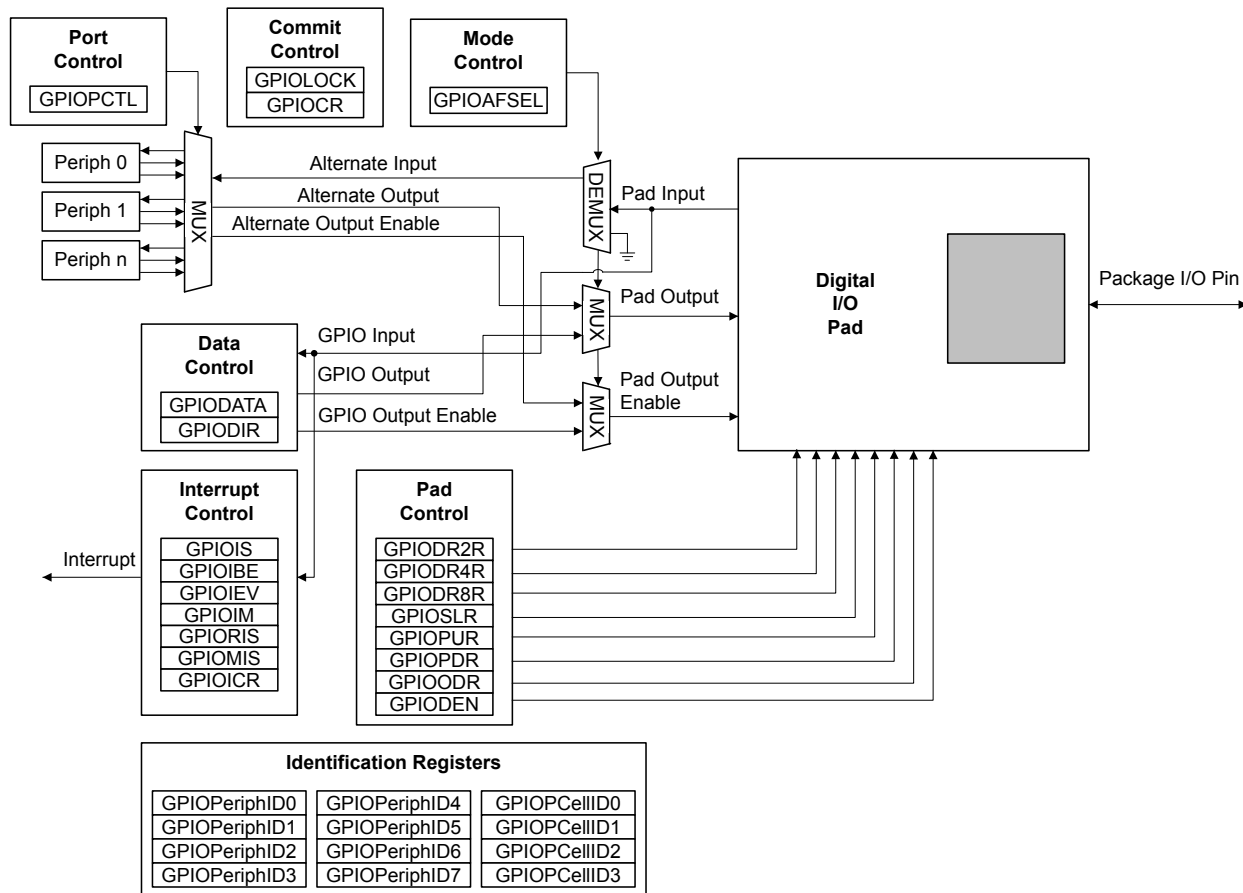 Port
Control
GPIOPCTL
Commit
Control
GPIOLOCK
GPIOCR
Mode
Control
GPIOAFSEL
Periph 0
Periph 1
Periph n
MUX
Alternate Input
Alternate Output
Alternate Output Enable
DEMUX
Pad Input
MUX
Pad Output
MUX
Pad Output
Enable
Digital
I/O
Pad
Package I/O Pin
Data
Control
GPIODATA
GPIODIR
GPIO Input
GPIO Output
GPIO Output Enable
Interrupt
Control
GPIOIS
GPIOIBE
GPIOIEV
GPIOIM
GPIORIS
GPIOMIS
GPIOICR
Interrupt
Pad
Control
GPIODR2R
GPIODR4R
GPIODR8R
GPIOSLR
GPIOPUR
GPIOPDR
GPIOODR
GPIODEN
Identification Registers
GPIOPeriphID0
GPIOPeriphID1
GPIOPeriphID2
GPIOPeriphID3
GPIOPeriphID4
GPIOPeriphID5
GPIOPeriphID6
GPIOPeriphID7
GPIOPCellID0
GPIOPCellID1
GPIOPCellID2
GPIOPCellID3